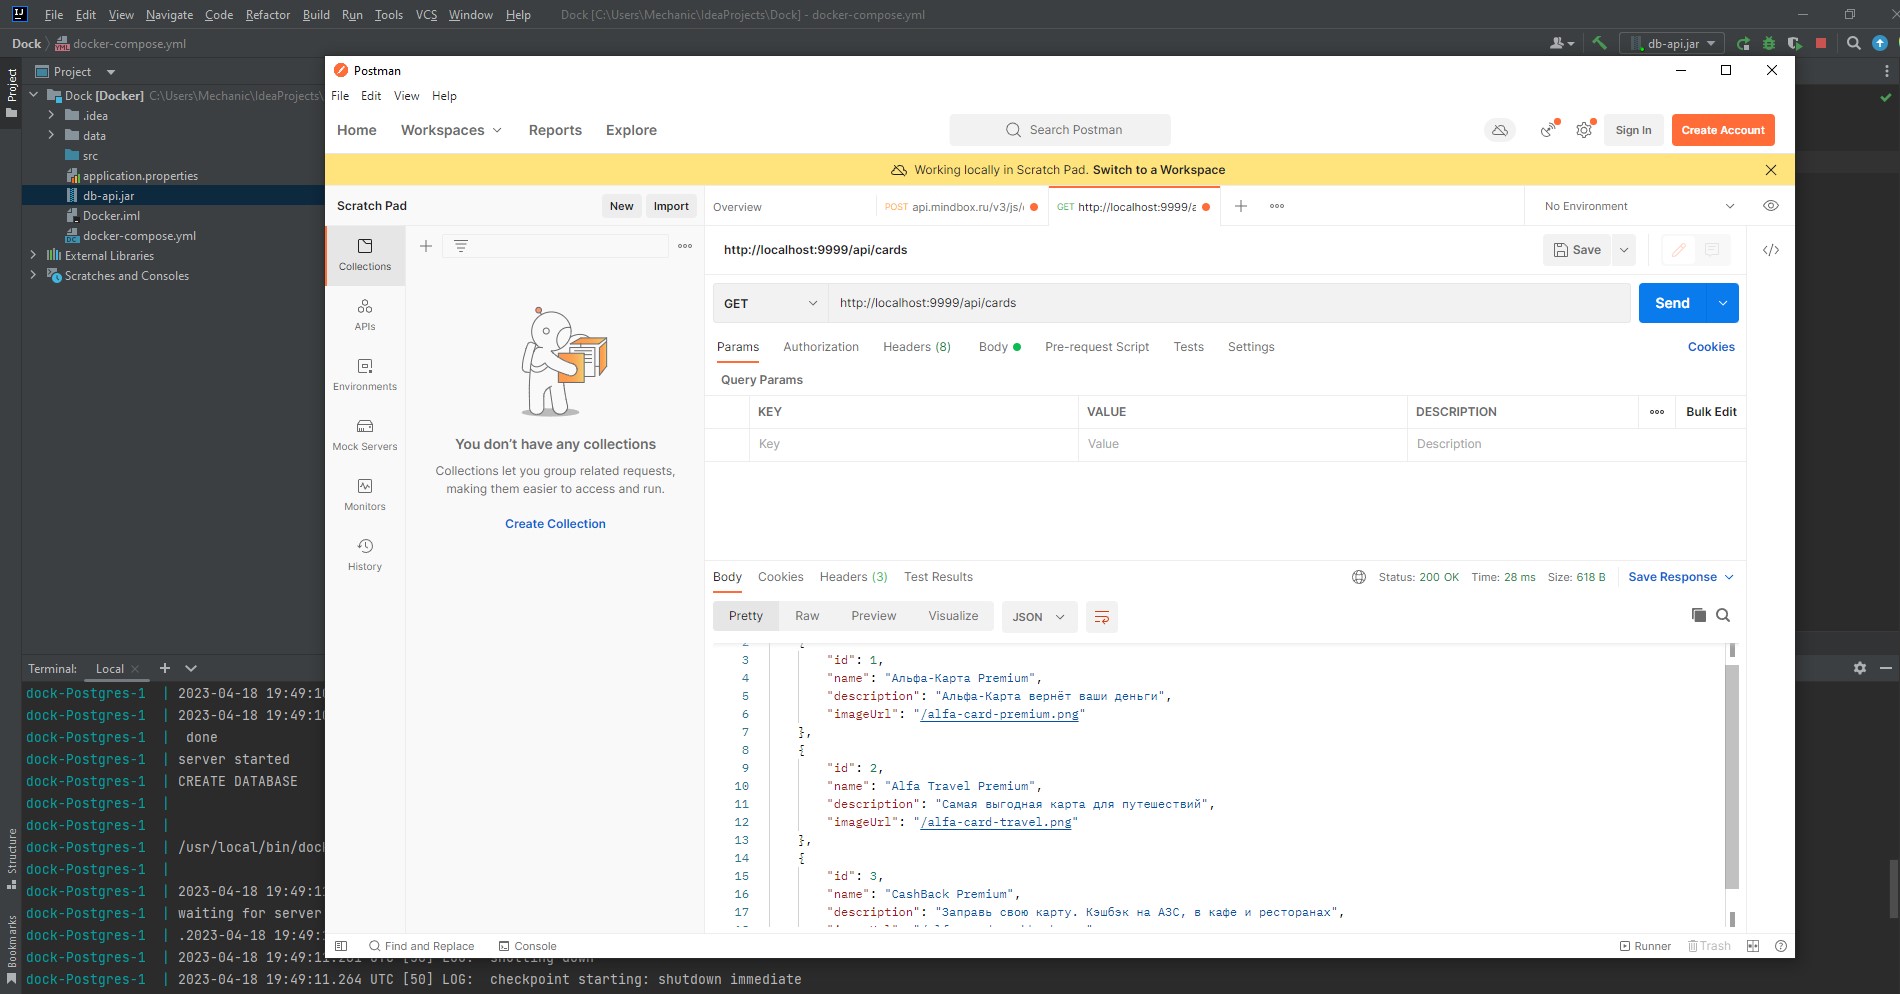 File Edit View Navigate Code Refactor Build Run Tools VCS Window Help Dock [C:\Users\Mechanic\IdeaProjects\Dock] - docker-compose.yml
Dock docker-compose.yml db-api.jar
Project
Project
Dock [Docker] C:\Users\Mechanic\IdeaProjects\
.idea
data
src
application.properties
db-api.jar
Docker.iml
docker-compose.yml
External Libraries
Scratches and Consoles
Postman
File Edit View Help
Home Workspaces Reports Explore Search Postman Sign In Create Account
Working locally in Scratch Pad. Switch to a Workspace
Scratch Pad New Import
Overview POST api.mindbox.ru/v3/js/ GET http://localhost:9999/a No Environment
Collections
APIs
Environments
Mock Servers
Monitors
History
You don't have any collections
Collections let you group related requests,
making them easier to access and run.
Create Collection
http://localhost:9999/api/cards Save
GET http://localhost:9999/api/cards Send
Params Authorization Headers (8) Body Pre-request Script Tests Settings Cookies
Query Params
KEY VALUE DESCRIPTION Bulk Edit
Key Value Description
Body Cookies Headers (3) Test Results Status: 200 OK Time: 28 ms Size: 618 B Save Response
Pretty Raw Preview Visualize JSON
2 {
3 "id": 1,
4 "name": "Альфа-Карта Premium",
5 "description": "Альфа-Карта вернёт ваши деньги",
6 "imageUrl": "/alfa-card-premium.png"
7 },
8 {
9 "id": 2,
10 "name": "Alfa Travel Premium",
11 "description": "Самая выгодная карта для путешествий",
12 "imageUrl": "/alfa-card-travel.png"
13 },
14 {
15 "id": 3,
16 "name": "CashBack Premium",
17 "description": "Заправь свою карту. Кэшбэк на АЗС, в кафе и ресторанах",
Find and Replace Console Runner Trash
Terminal: Local
dock-Postgres-1 | 2023-04-18 19:49:10
dock-Postgres-1 | 2023-04-18 19:49:10
dock-Postgres-1 | done
dock-Postgres-1 | server started
dock-Postgres-1 | CREATE DATABASE
dock-Postgres-1 |
dock-Postgres-1 |
dock-Postgres-1 | /usr/local/bin/dock
dock-Postgres-1 |
dock-Postgres-1 | 2023-04-18 19:49:11
dock-Postgres-1 | waiting for server
dock-Postgres-1 | .2023-04-18 19:49:
dock-Postgres-1 | 2023-04-18 19:49:11.261 UTC [50] LOG: shutting down
dock-Postgres-1 | 2023-04-18 19:49:11.264 UTC [50] LOG: checkpoint starting: shutdown immediate
Structure
Bookmarks